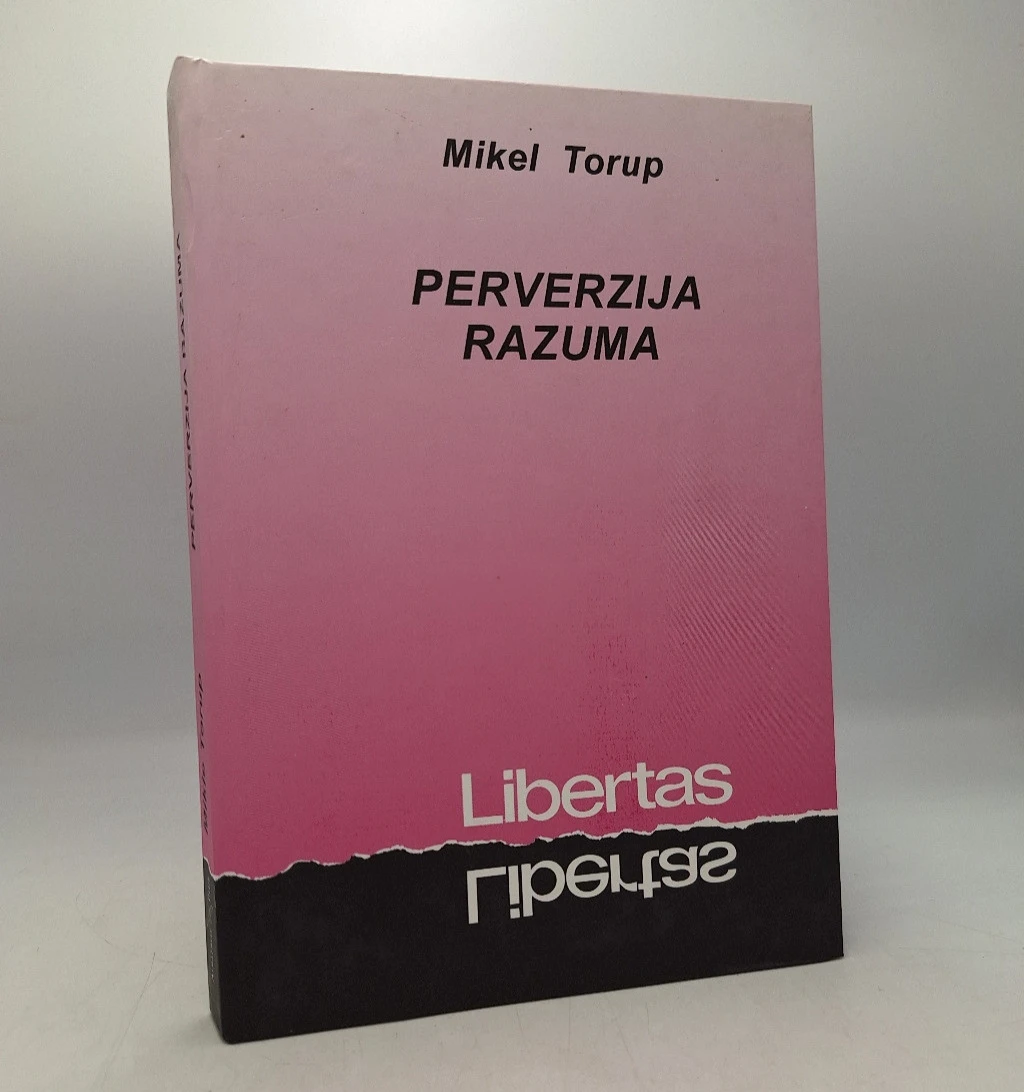 Mikel Torup
PERVERZIJA
RAZUMA
Libertas
Libertas
PERVERZIJA RAZUMA
Mikel Torup